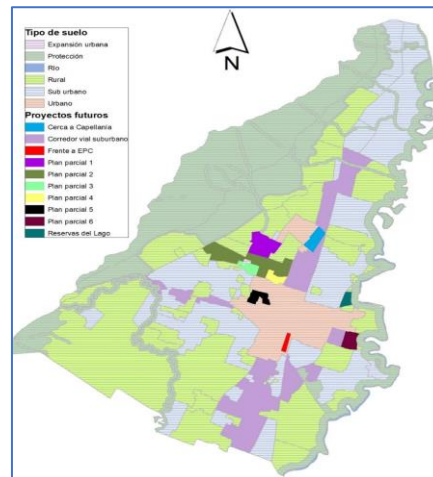 Tipo de suelo
Expansión urbana
Protección
Río
Rural
Sub urbano
Urbano
Proyectos futuros
Cerca a Capellanía
Corredor vial suburbano
Frente a EPC
Plan parcial 1
Plan parcial 2
Plan parcial 3
Plan parcial 4
Plan parcial 5
Plan parcial 6
Reservas del Lago
N